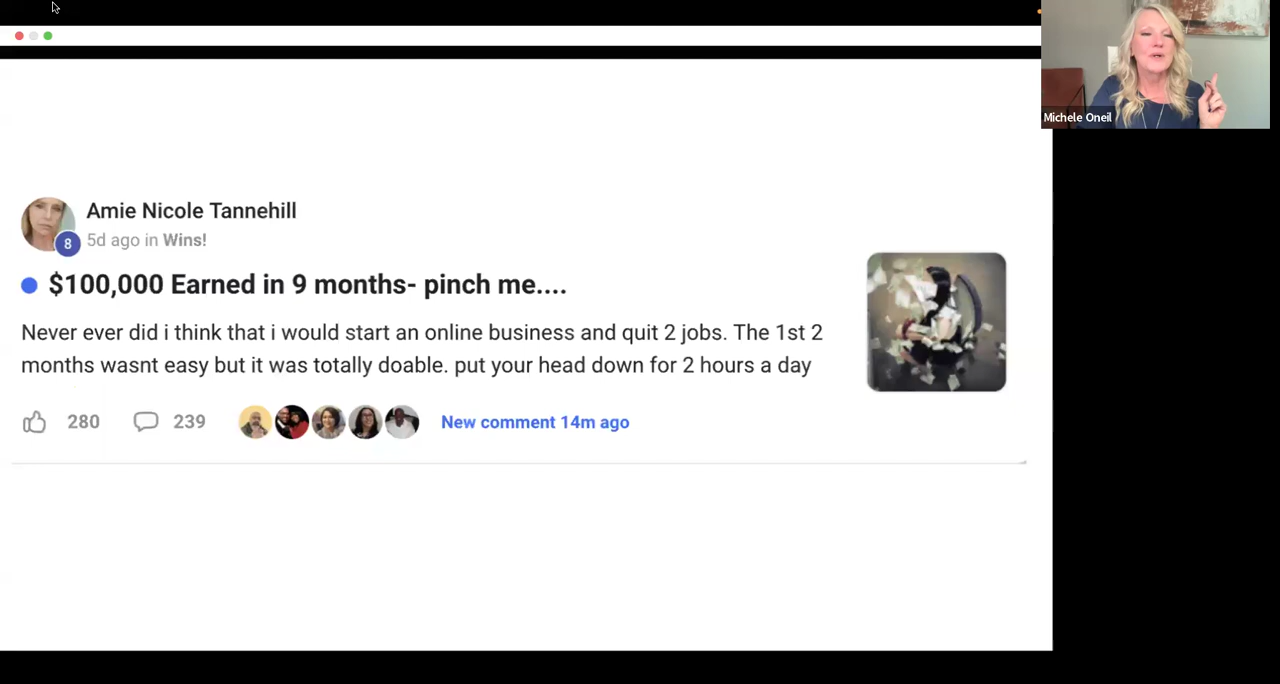 Michele Oneil
Amie Nicole Tannehill
8
5d ago in Wins!
$100,000 Earned in 9 months- pinch me....
Never ever did i think that i would start an online business and quit 2 jobs. The 1st 2
months wasnt easy but it was totally doable. put your head down for 2 hours a day
280
239
New comment 14m ago